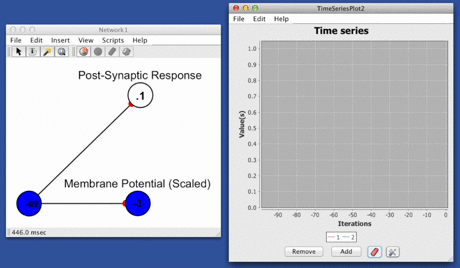 Network1
File Edit Insert View Scripts Help
Post-Synaptic Response
.1
Membrane Potential (Scaled)
446.0 msec
TimeSeriesPlot2
File Edit Help
Time series
Value(s)
1.0
0.9
0.8
0.7
0.6
0.5
0.4
0.3
0.2
0.1
0.0
-90 -80 -70 -60 -50 -40 -30 -20 -10 0
Iterations
1 2
Remove Add